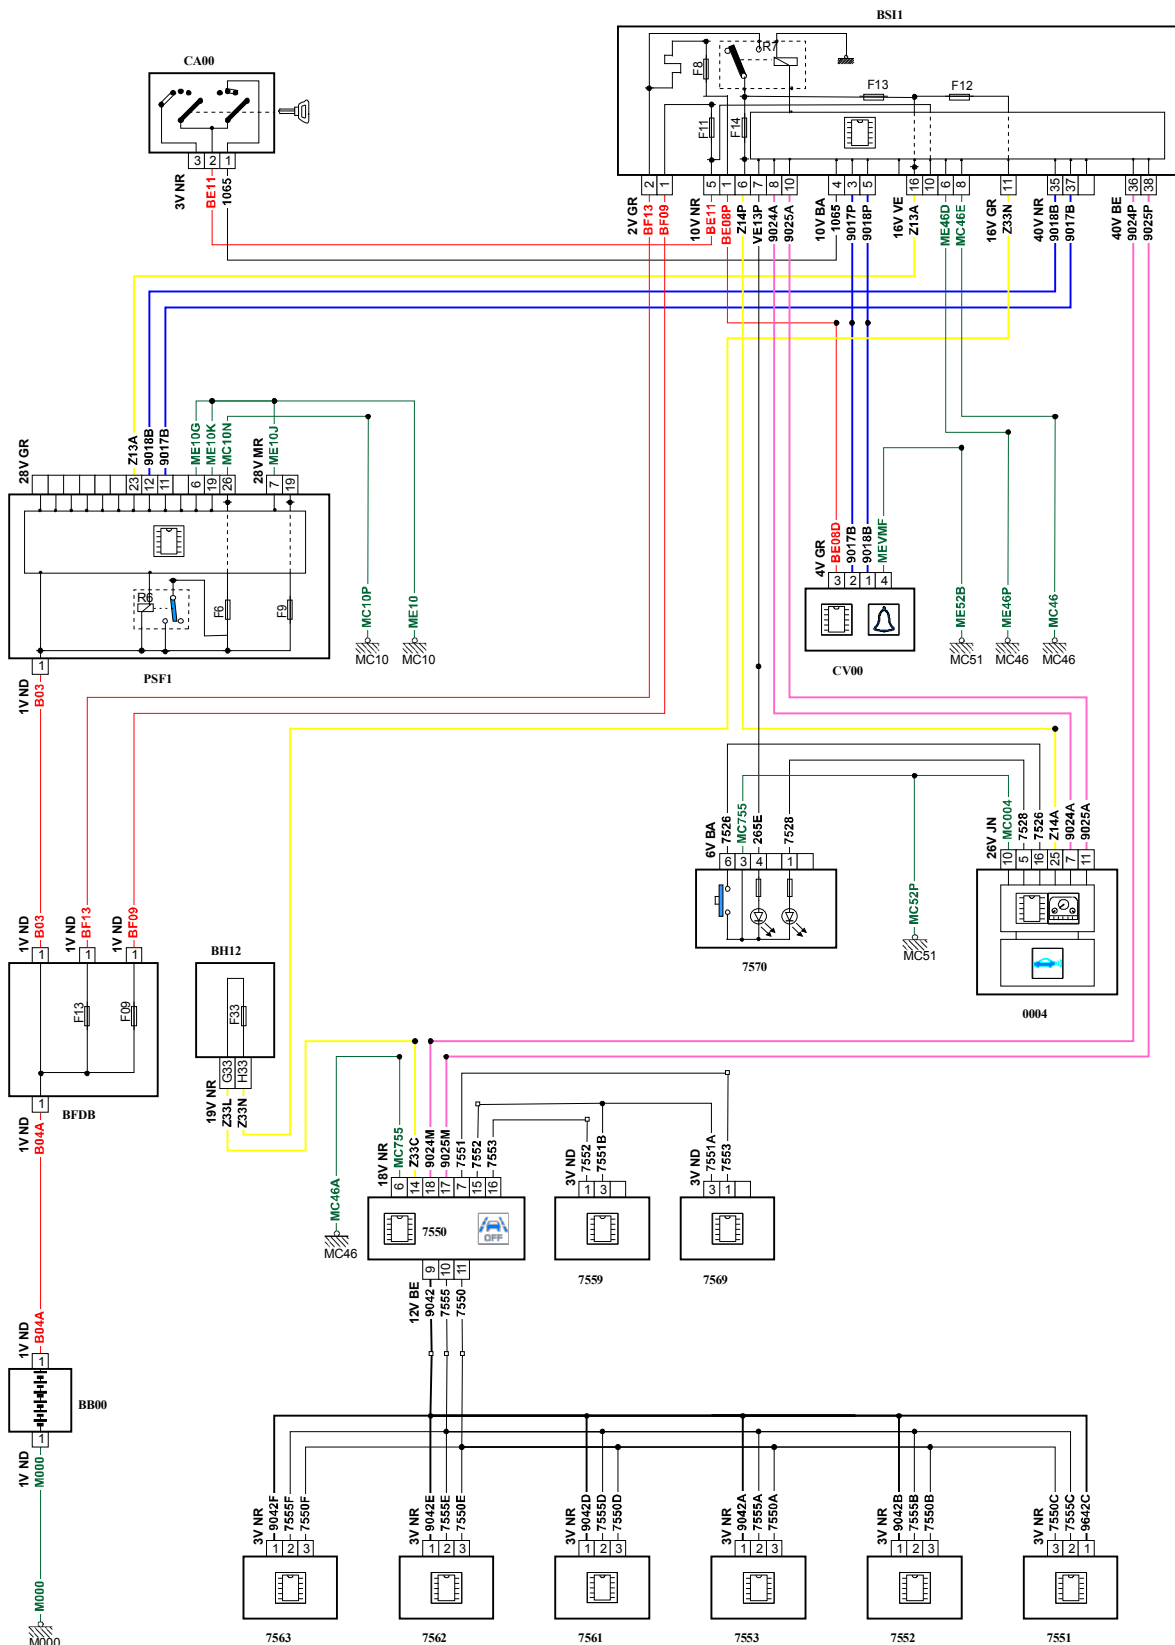 BSI1
CA00
R7
F8
F13
F12
F11
F14
3 2 1
3V NR
BE11
1065
2 1
5 1 6 7 8 10
4 3 5
16 10 6 8
11
35 37
36 38
2V GR
BF13
BF09
10V NR
BE11
BE08P
Z14P
VE13P
9024A
9025A
10V BA
1065
9017P
9018P
16V VE
Z13A
ME46D
MC46E
16V GR
Z33N
40V NR
9018B
9017B
40V BE
9024P
9025P
28V GR
Z13A
9018B
9017B
ME10G
ME10K
MC10N
28V MR
ME10J
23 12 11 6 19 26 7 19
R6
F6
F9
1
PSF1
1V ND
B03
MC10P
ME10
MC10
MC10
4V GR
BE08D
9017B
9018B
MEVMF
3 2 1 4
CV00
ME52B
ME46P
MC46
MC51
MC46
MC46
6V BA
7526
MC755
265E
7528
6 3 4 1
7570
MC52P
MC51
26V JN
MC004
7528
7526
Z14A
9024A
9025A
10 5 16 25 7 11
0004
1V ND
B03
1V ND
BF13
1V ND
BF09
1 1 1
F13
F09
1
BFDB
1V ND
B04A
BH12
F33
G33
H33
19V NR
Z33L
Z33N
MC46A
MC46
18V NR
MC755
Z33C
9024M
9025M
7551
7552
7553
6 14 18 17 7 15 16
7550
OFF
9 10 11
12V BE
9042
7555
7550
3V ND
7552
7551B
1 3
7559
3V ND
7551A
7553
3 1
7569
1V ND
B04A
1
BB00
1
1V ND
M000
M000
M000
3V NR
9042F
7555F
7550F
1 2 3
7563
3V NR
9042E
7555E
7550E
1 2 3
7562
3V NR
9042D
7555D
7550D
1 2 3
7561
3V NR
9042A
7555A
7550A
1 2 3
7553
3V NR
9042B
7555B
7550B
1 2 3
7552
3V NR
7550C
7555C
9642C
3 2 1
7551